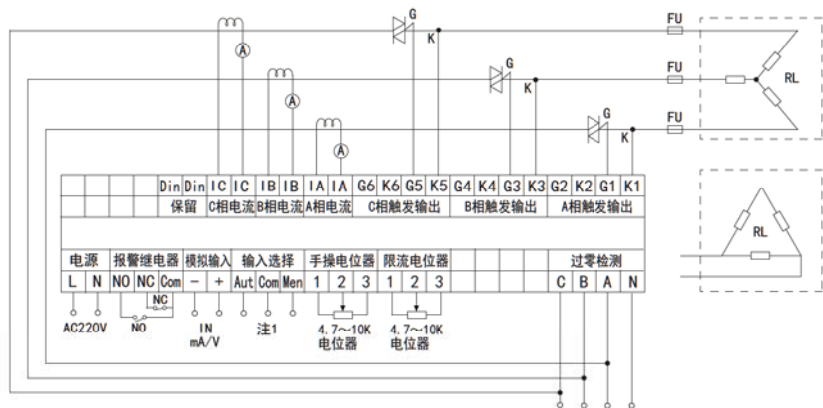 G
FU
K
A
G
FU
K
RL
A
G
FU
K
A
Din Din IC IC IB IB IA IA G6 K6 G5 K5 G4 K4 G3 K3 G2 K2 G1 K1
保留 C相电流 B相电流 A相电流 C相触发输出 B相触发输出 A相触发输出
RL
电源 报警继电器 模拟输入 输入选择 手操电位器 限流电位器 过零检测
L N NO NC Com - + Aut Com Men 1 2 3 1 2 3 C B A N
NC
AC220V NO IN 注1 4.7～10K 4.7～10K
mA/V 电位器 电位器